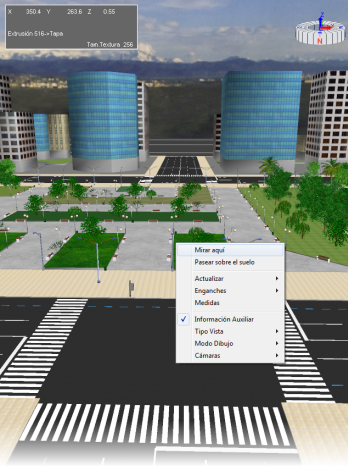 X 350.4 Y 263.6 Z 0.55
Extrusión 516->Tapa
Tam.Textura 256
N
Mirar aquí
Pasear sobre el suelo
Actualizar
Enganches
Medidas
Información Auxiliar
Tipo Vista
Modo Dibujo
Cámaras